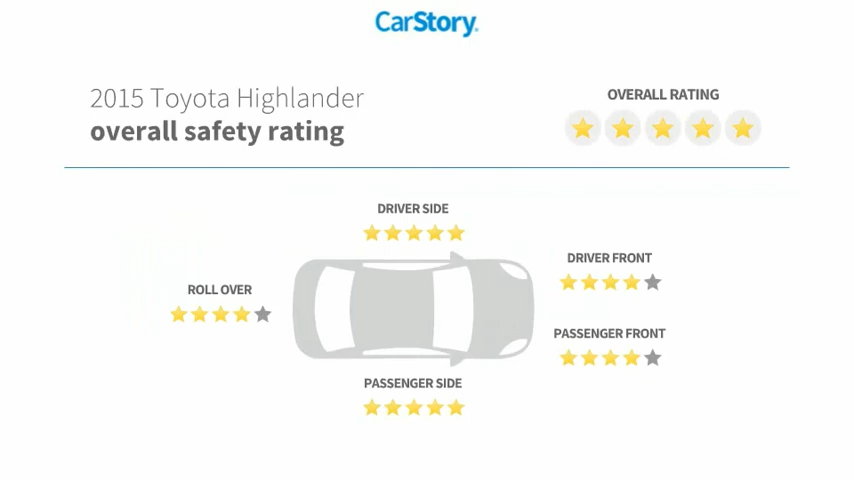 CarStory
2015 Toyota Highlander
overall safety rating
OVERALL RATING
DRIVER SIDE
DRIVER FRONT
ROLL OVER
PASSENGER FRONT
PASSENGER SIDE